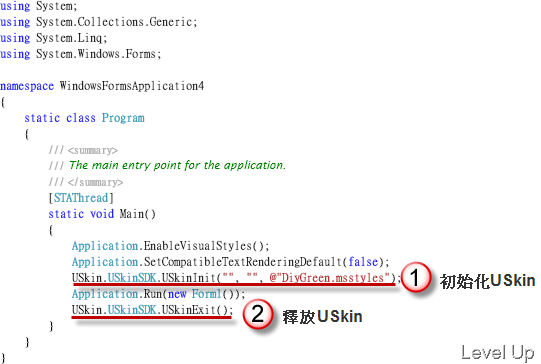 using System;
using System.Collections.Generic;
using System.Linq;
using System.Windows.Forms;
namespace WindowsFormsApplication4
{
static class Program
{
/// <summary>
/// The main entry point for the application.
/// </summary>
[STAThread]
static void Main()
{
Application.EnableVisualStyles();
Application.SetCompatibleTextRenderingDefault(false);
USkin.USkinSDK.USkinInit("", "", @"DiyGreen.msstyles"); 1 初始化USkin
Application.Run(new Form1());
USkin.USkinSDK.USkinExit(); 2 釋放USkin
}
}
}
Level Up